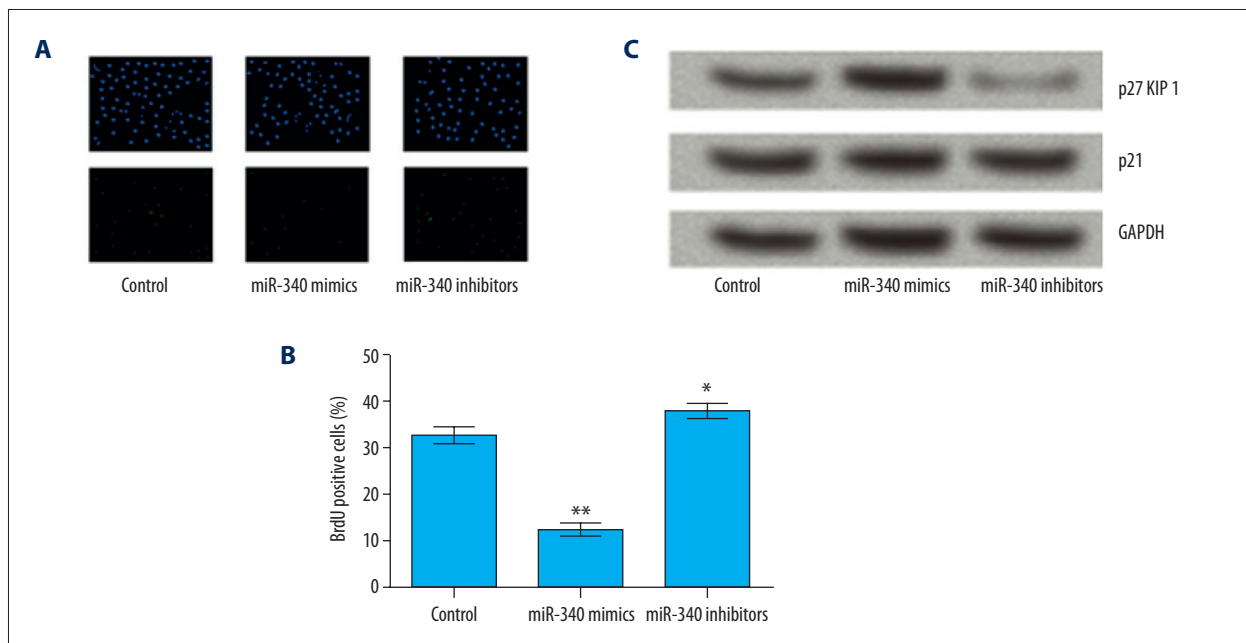 A
Control
miR-340 mimics
miR-340 inhibitors
C
p27 KIP 1
p21
GAPDH
Control
miR-340 mimics
miR-340 inhibitors
B
BrdU positive cells (%)
50
40
30
20
10
0
**
*
Control
miR-340 mimics
miR-340 inhibitors